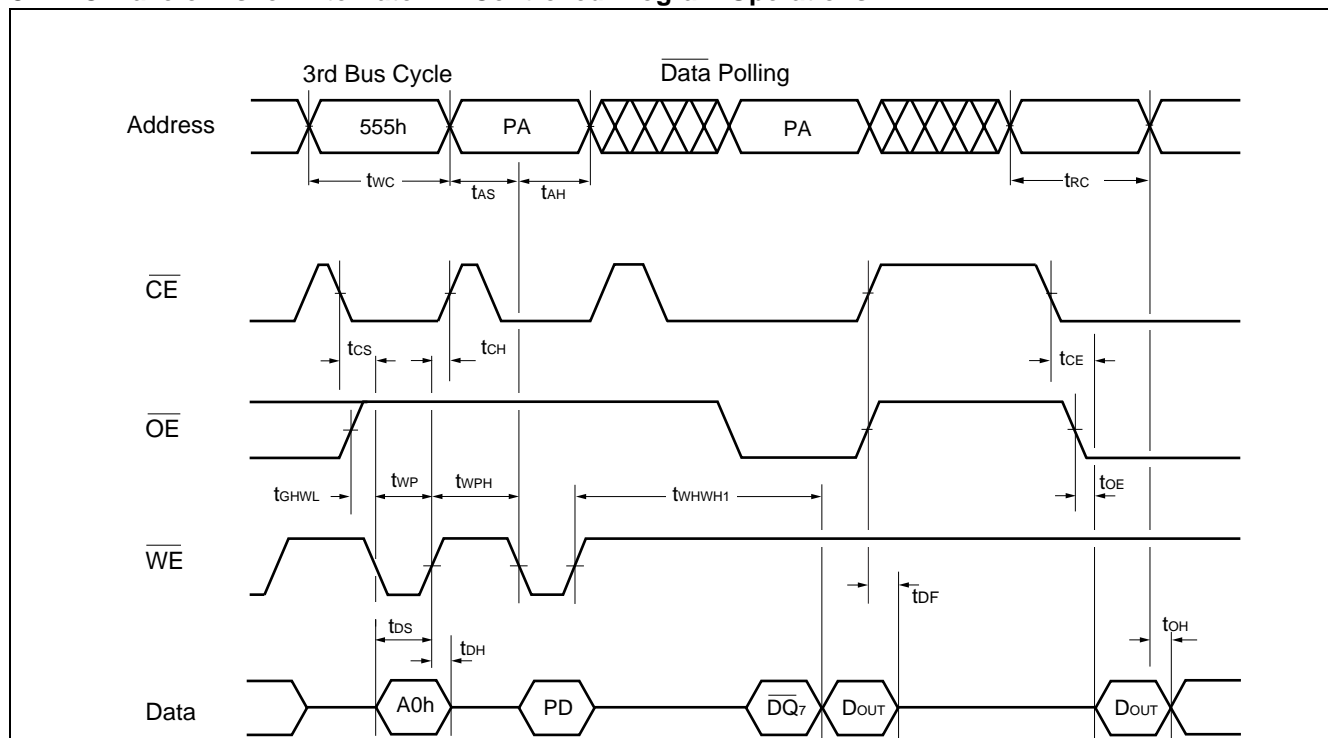 3rd Bus Cycle
Data Polling
Address
555h
PA
PA
tWC
tAS
tAH
tRC
CE
tCS
tCH
tCE
OE
tGHWL
tWP
tWPH
tWHWH1
tOE
WE
tDF
tDS
tDH
tOH
Data
A0h
PD
DQ7
DOUT
DOUT